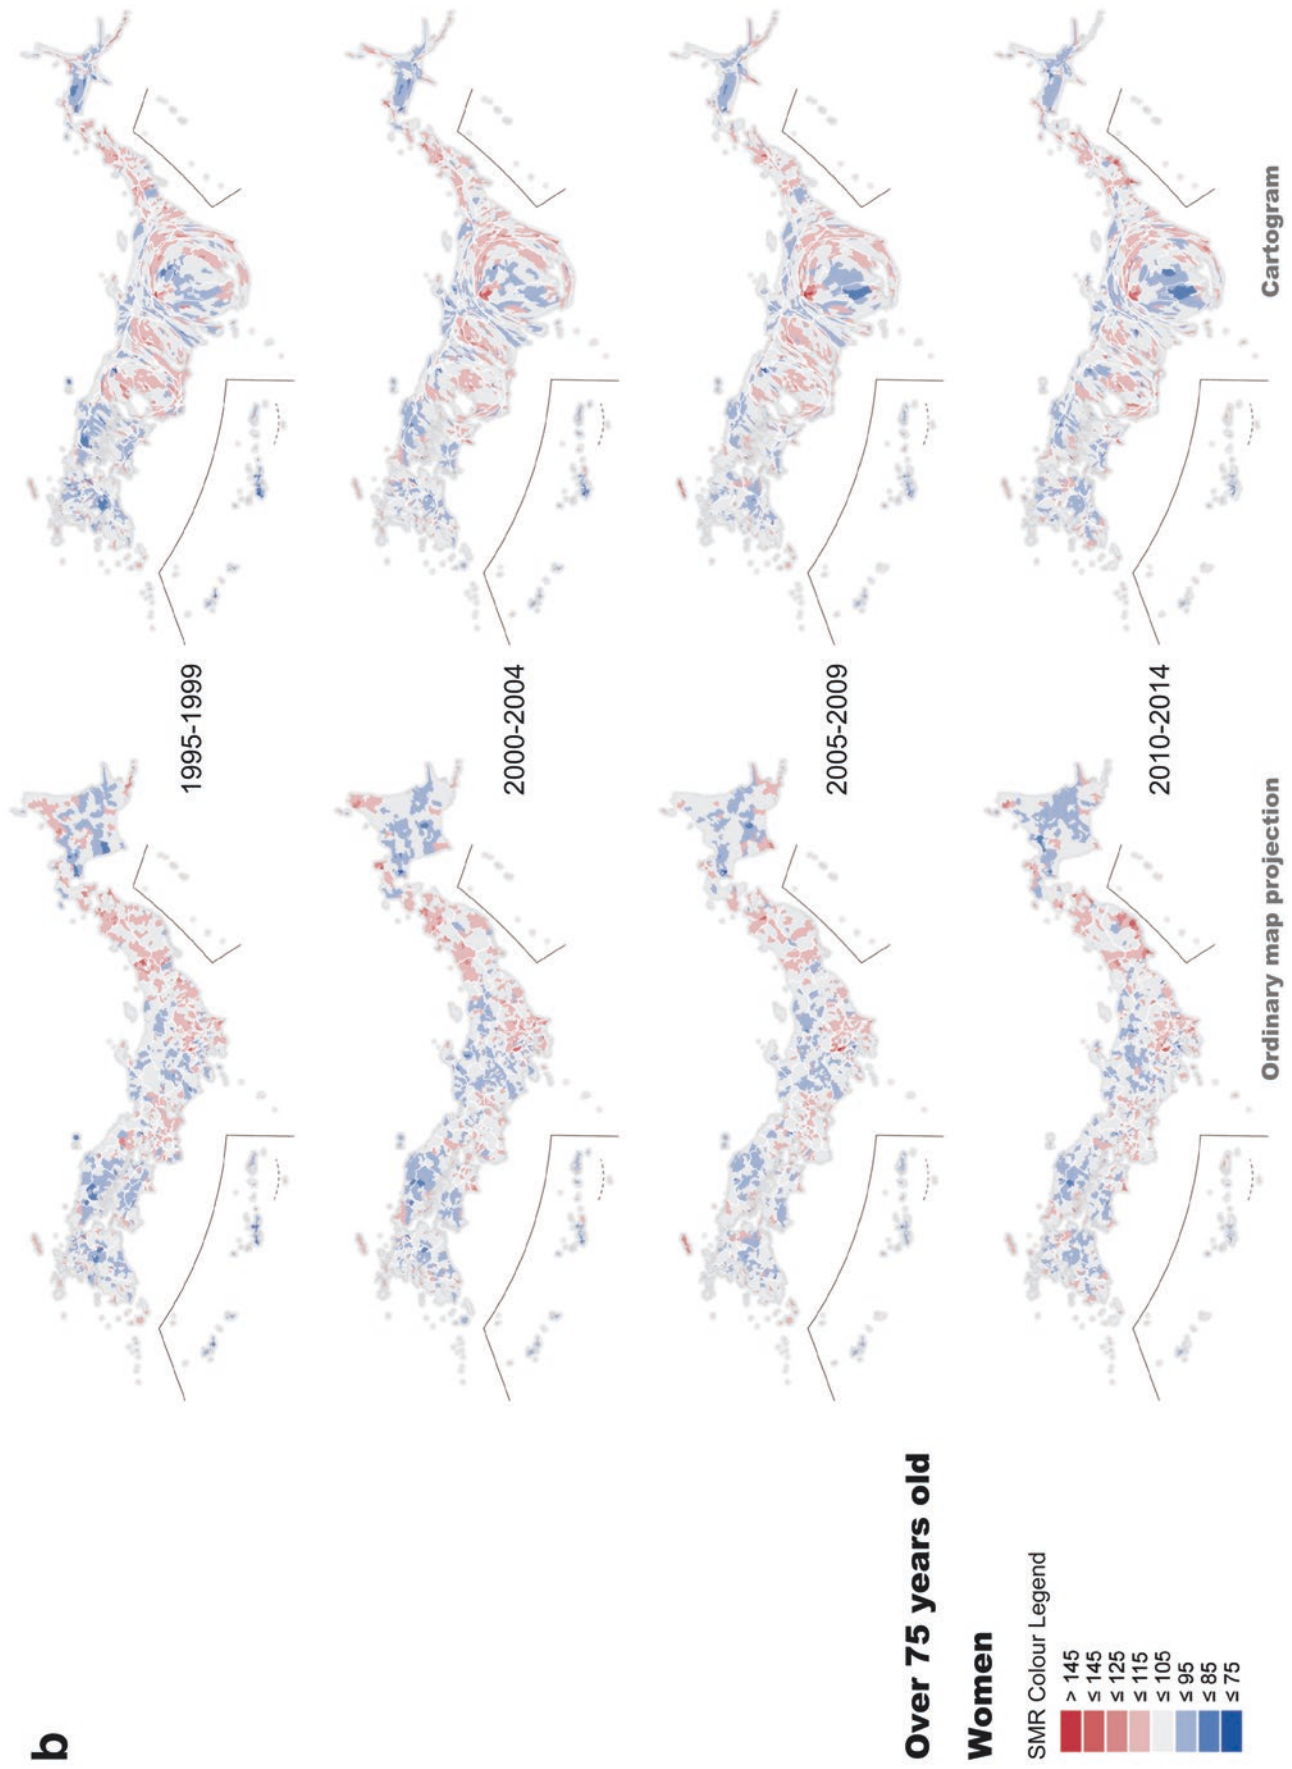 b
1995-1999
2000-2004
2005-2009
2010-2014
Ordinary map projection
Cartogram
Over 75 years old
Women
SMR Colour Legend
> 145
≤ 145
≤ 125
≤ 115
≤ 105
≤ 95
≤ 85
≤ 75